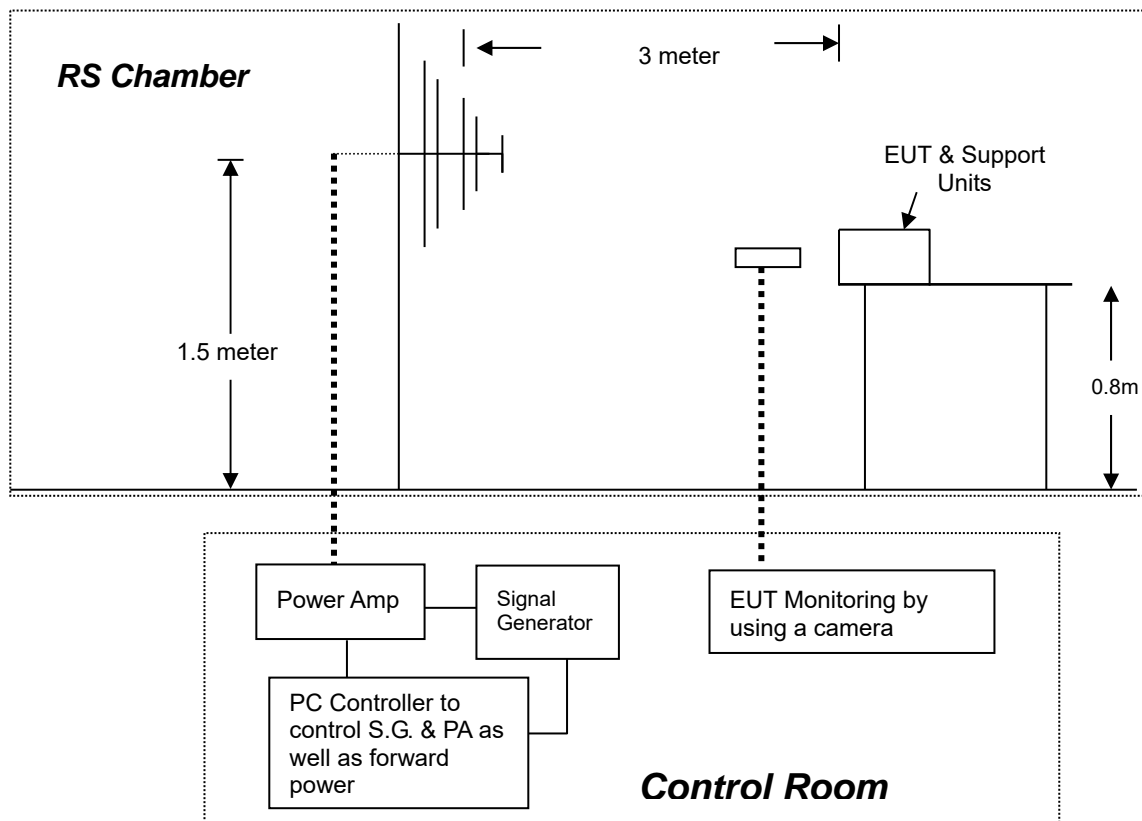 3 meter
RS Chamber
EUT & Support
Units
1.5 meter
0.8m
Power Amp
Signal
Generator
EUT Monitoring by
using a camera
PC Controller to
control S.G. & PA as
well as forward
power
Control Room